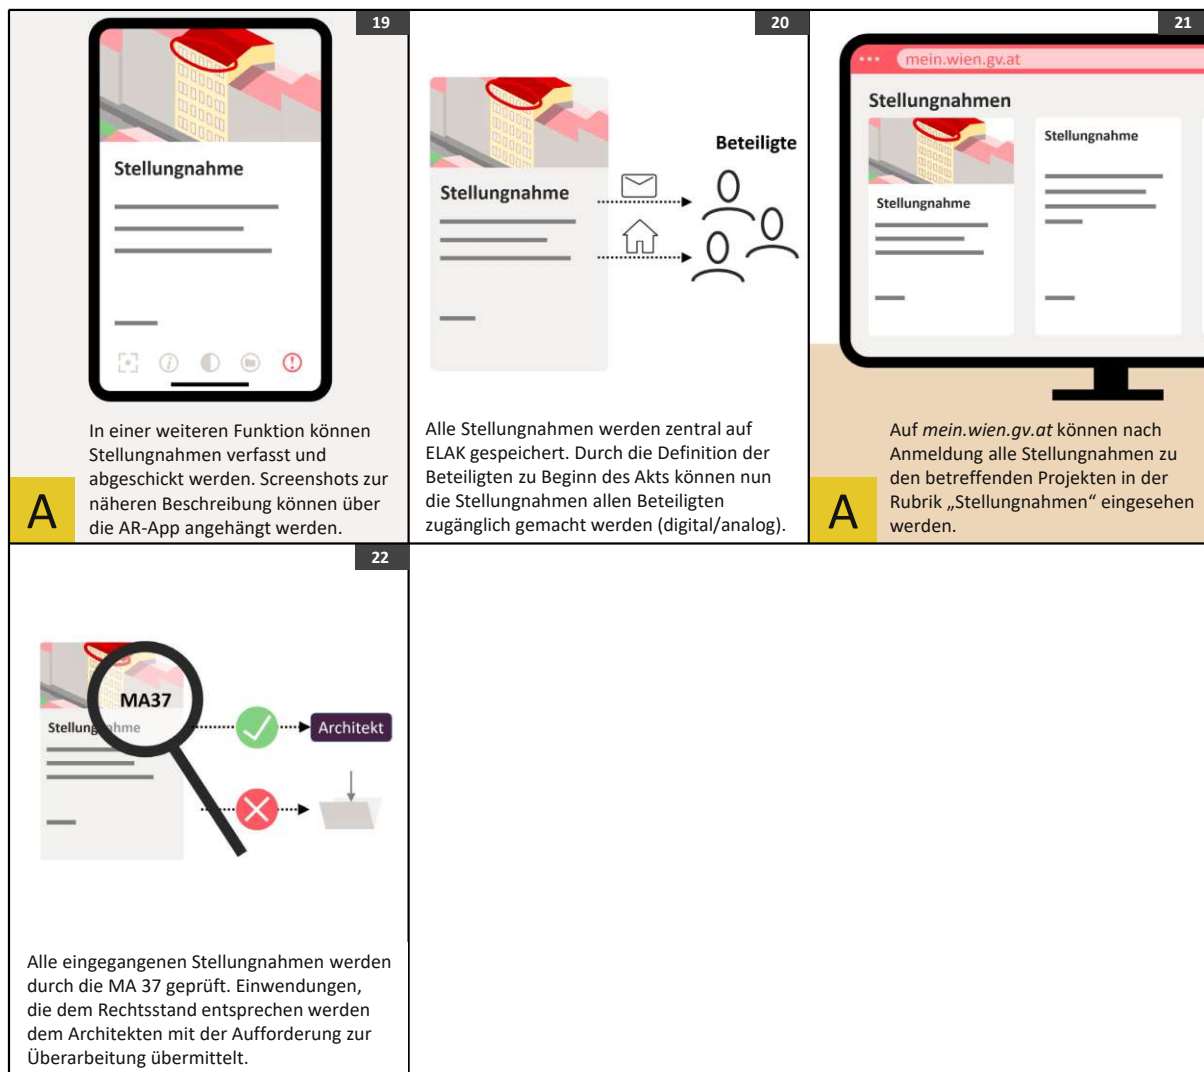 19
Stellungnahme
In einer weiteren Funktion können
Stellungnahmen verfasst und
abgeschickt werden. Screenshots zur
näheren Beschreibung können über
die AR-App angehängt werden.
A
20
Stellungnahme
Beteiligte
Alle Stellungnahmen werden zentral auf
ELAK gespeichert. Durch die Definition der
Beteiligten zu Beginn des Akts können nun
die Stellungnahmen allen Beteiligten
zugänglich gemacht werden (digital/analog).
21
mein.wien.gv.at
Stellungnahmen
Stellungnahme
Stellungnahme
Auf mein.wien.gv.at können nach
Anmeldung alle Stellungnahmen zu
den betreffenden Projekten in der
Rubrik „Stellungnahmen“ eingesehen
werden.
A
22
MA37
Stellungnahme
Architekt
Alle eingegangenen Stellungnahmen werden
durch die MA 37 geprüft. Einwendungen,
die dem Rechtsstand entsprechen werden
dem Architekten mit der Aufforderung zur
Überarbeitung übermittelt.